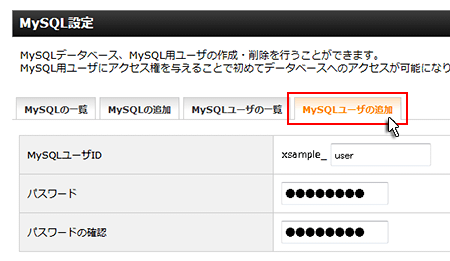 MySQL設定
MySQLデータベース、MySQL用ユーザの作成・削除を行うことができます。
MySQL用ユーザにアクセス権を与えることで初めてデータベースへのアクセスが可能になり
MySQLの一覧 MySQLの追加 MySQLユーザの一覧 MySQLユーザの追加
MySQLユーザID xsample_ user
パスワード ●●●●●●●●
パスワードの確認 ●●●●●●●●